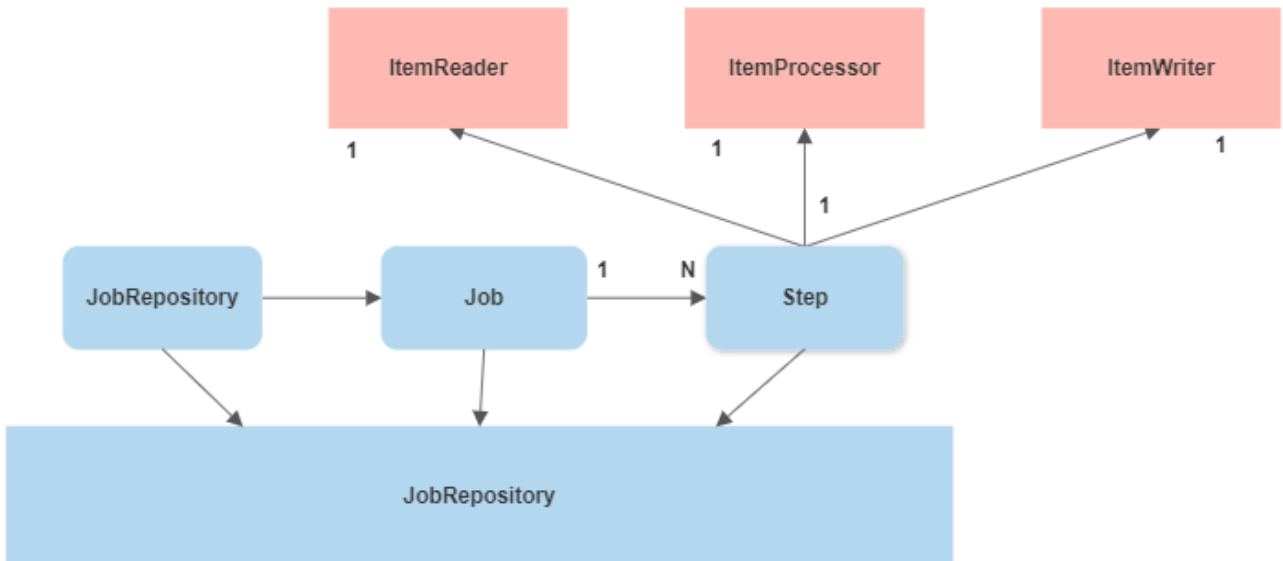 ItemReader
ItemProcessor
ItemWriter
1
1
1
1
JobRepository
Job
1
N
Step
JobRepository